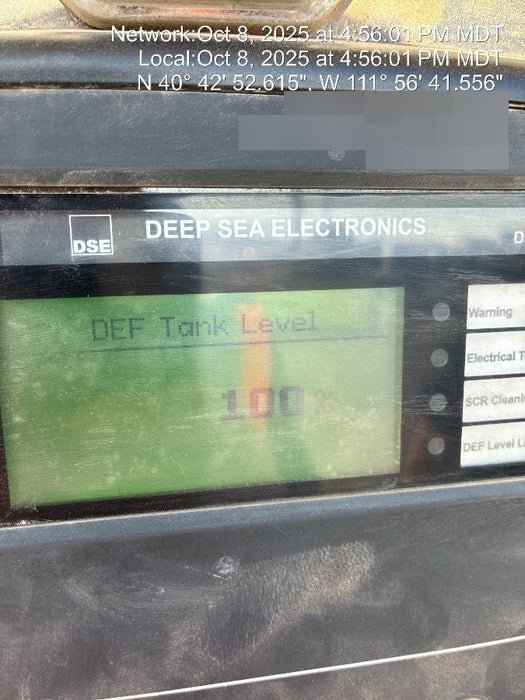 Network:Oct 8, 2025 at 4:56:01 PM MDT
Local:Oct 8, 2025 at 4:56:01 PM MDT
N 40° 42' 52.615", W 111° 56' 41.556"
DSE
DEEP SEA ELECTRONICS
D
DEF Tank Level
100%
Warning
Electrical T
SCR Cleani
DEF Level L